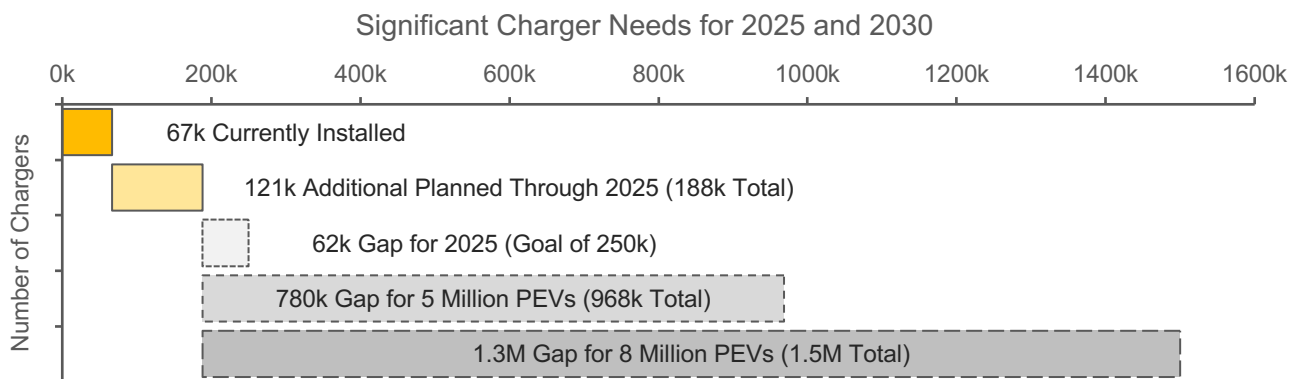 Significant Charger Needs for 2025 and 2030
0k 200k 400k 600k 800k 1000k 1200k 1400k 1600k
Number of Chargers
67k Currently Installed
121k Additional Planned Through 2025 (188k Total)
62k Gap for 2025 (Goal of 250k)
780k Gap for 5 Million PEVs (968k Total)
1.3M Gap for 8 Million PEVs (1.5M Total)